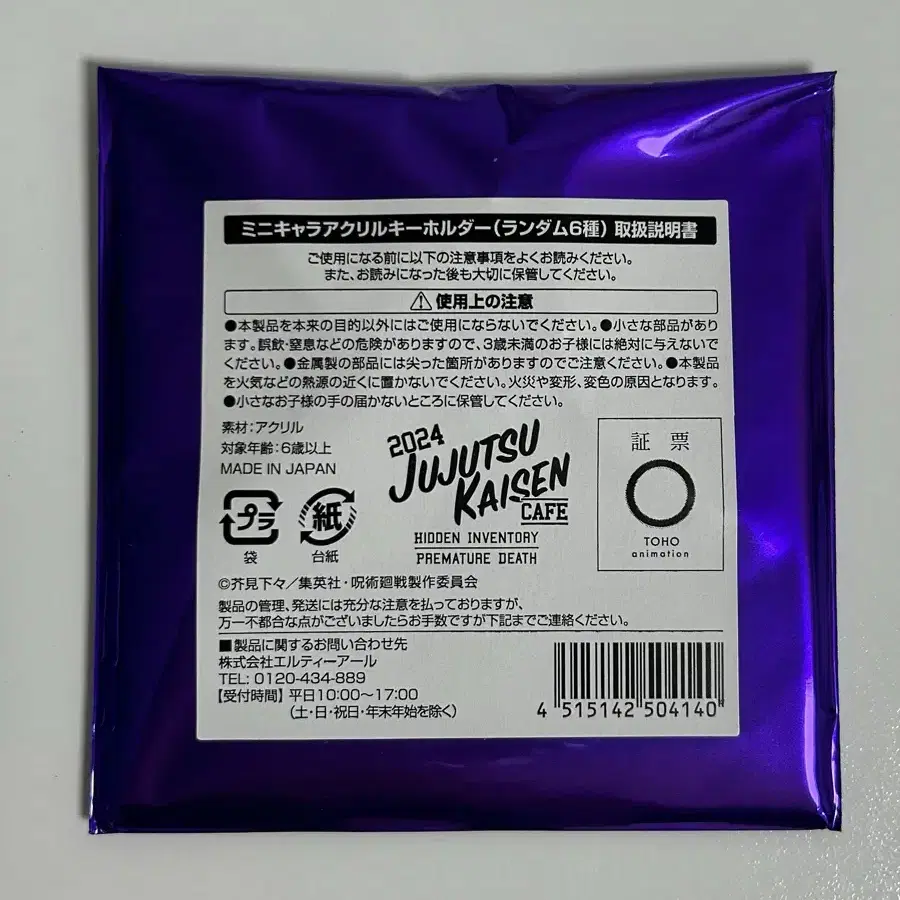 ミニキャラアクリルキーホルダー(ランダム6種) 取扱説明書
ご使用になる前に以下の注意事項をよくお読みください。
また、お読みになった後も大切に保管してください。
⚠使用上の注意
●本製品を本来の目的以外にはご使用にならないでください。●小さな部品があり
ます。誤飲・窒息などの危険がありますので、3歳未満のお子様には絶対に与えないで
ください。●金属製の部品には尖った箇所がありますのでご注意ください。●本製品
を火気などの熱源の近くに置かないでください。火災や変形、変色の原因となります。
●小さなお子様の手の届かないところに保管してください。
素材:アクリル
対象年齢:6歳以上
MADE IN JAPAN
プラ
袋
紙
台紙
2024
JUJUTSU
KAISEN
CAFE
HIDDEN INVENTORY
PREMATURE DEATH
証票
TOHO
animation
©芥見下々/集英社・呪術廻戦製作委員会
製品の管理、発送には充分な注意を払っておりますが、
万一不都合な点がございましたらお手数ですが下記までご連絡ください。
■製品に関するお問い合わせ先
株式会社エルティーアール
TEL: 0120-434-889
【受付時間】 平日10:00〜17:00
(土・日・祝日・年末年始を除く)
4 515142 504140